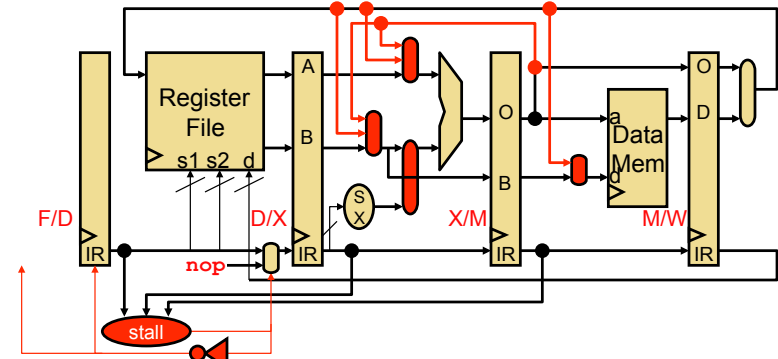 A
O
O
Register
File
B
O
D
a
Data
Mem
s1 s2 d
S
X
B
d
F/D
D/X
X/M
M/W
IR
IR
IR
IR
nop
stall